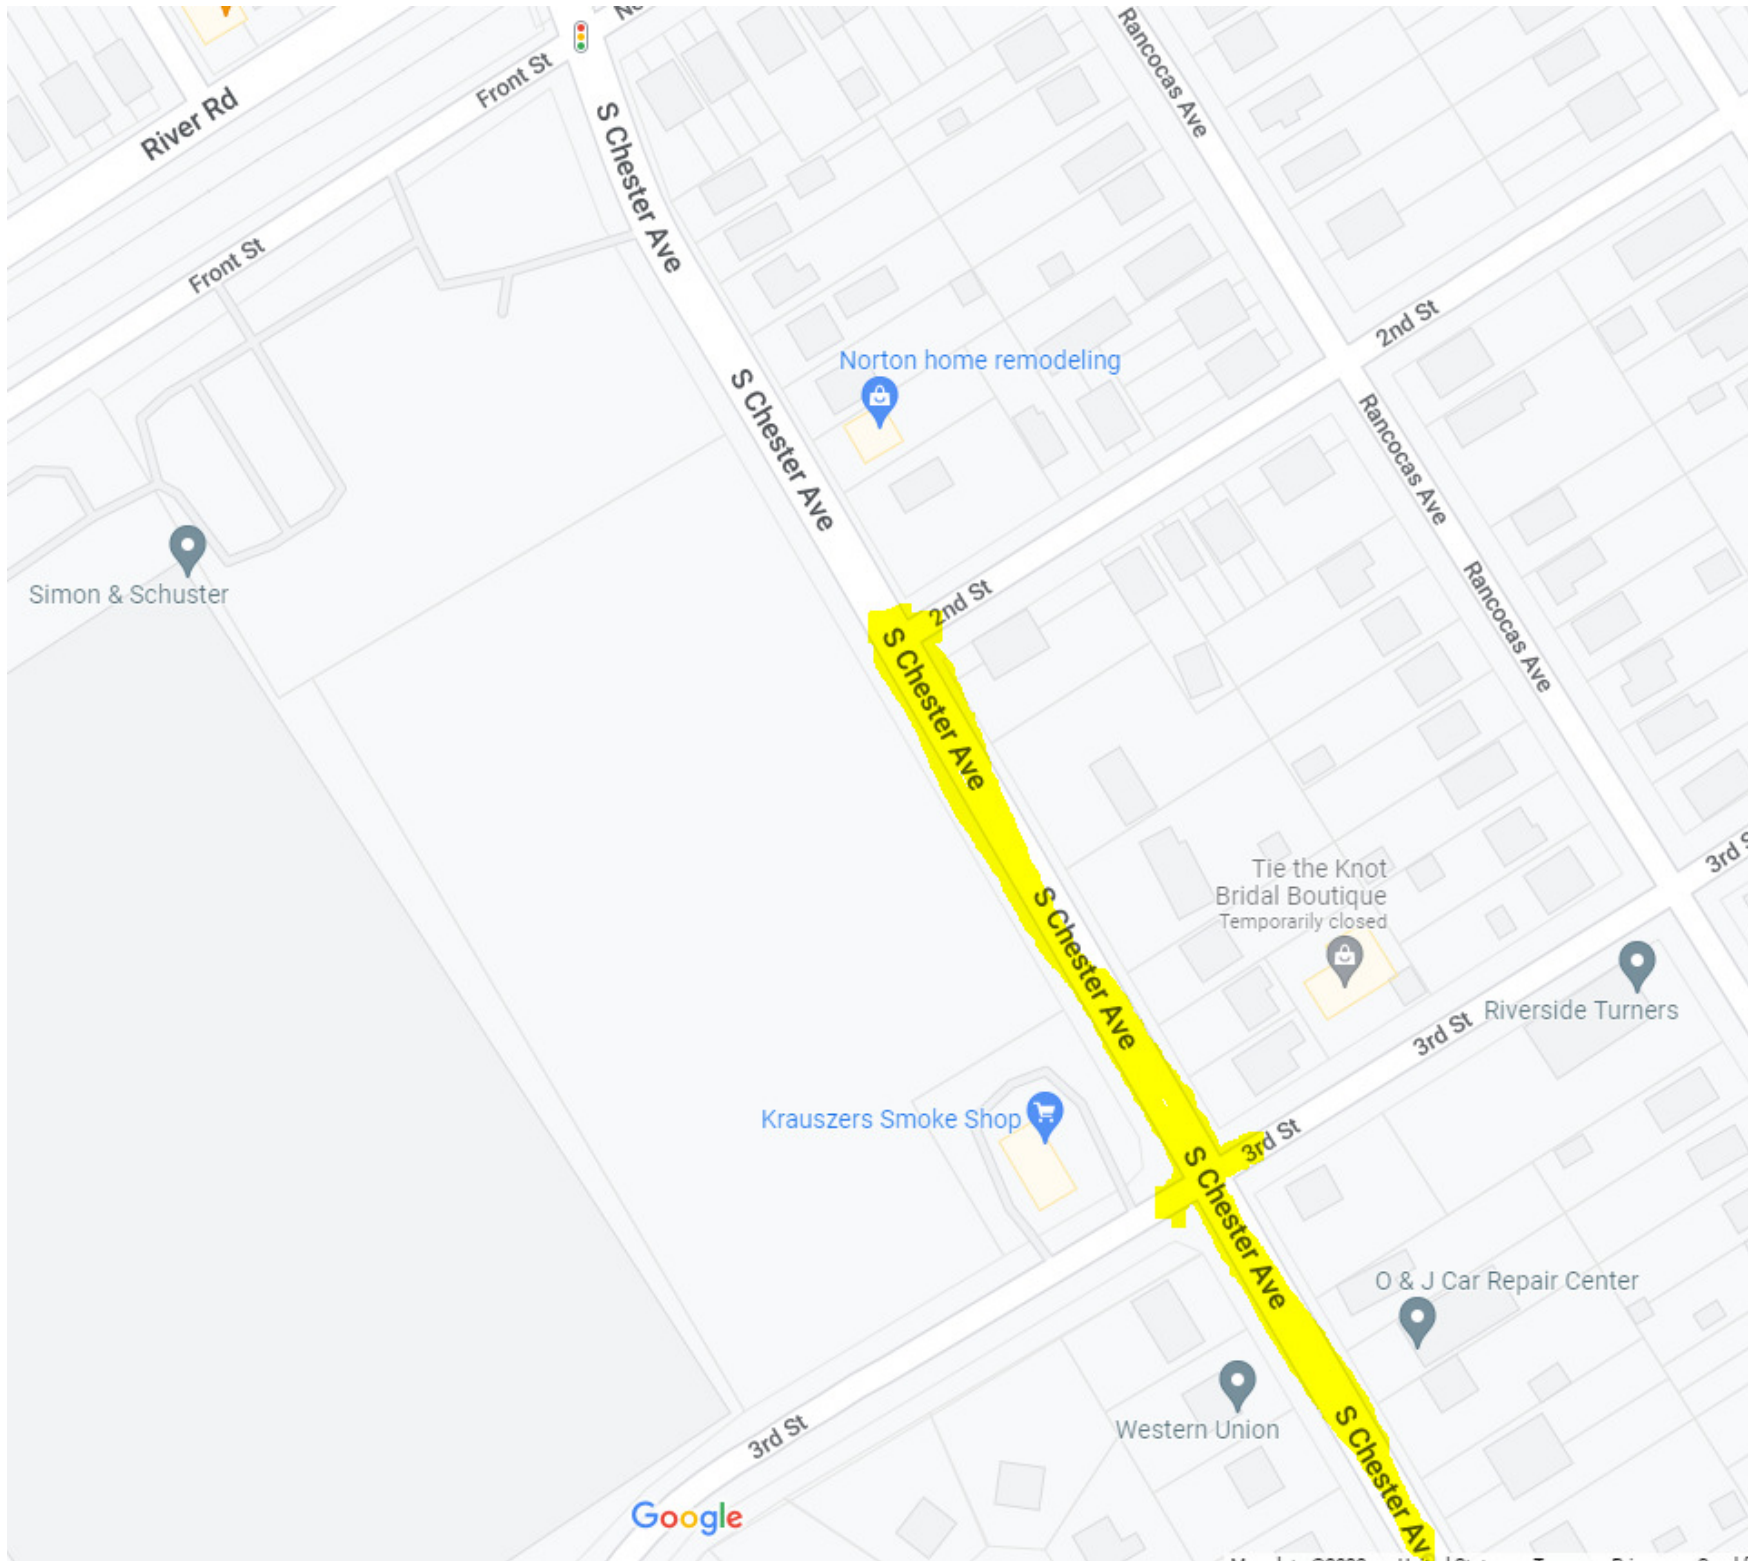 River Rd
Front St
Front St
S Chester Ave
Rancocas Ave
2nd St
Norton home remodeling
S Chester Ave
Rancocas Ave
Simon & Schuster
2nd St
Rancocas Ave
S Chester Ave
3rd S
Tie the Knot
Bridal Boutique
Temporarily closed
S Chester Ave
Riverside Turners
3rd St
Krauszers Smoke Shop
3rd St
S Chester Ave
O & J Car Repair Center
Western Union
3rd St
S Chester Av
Google